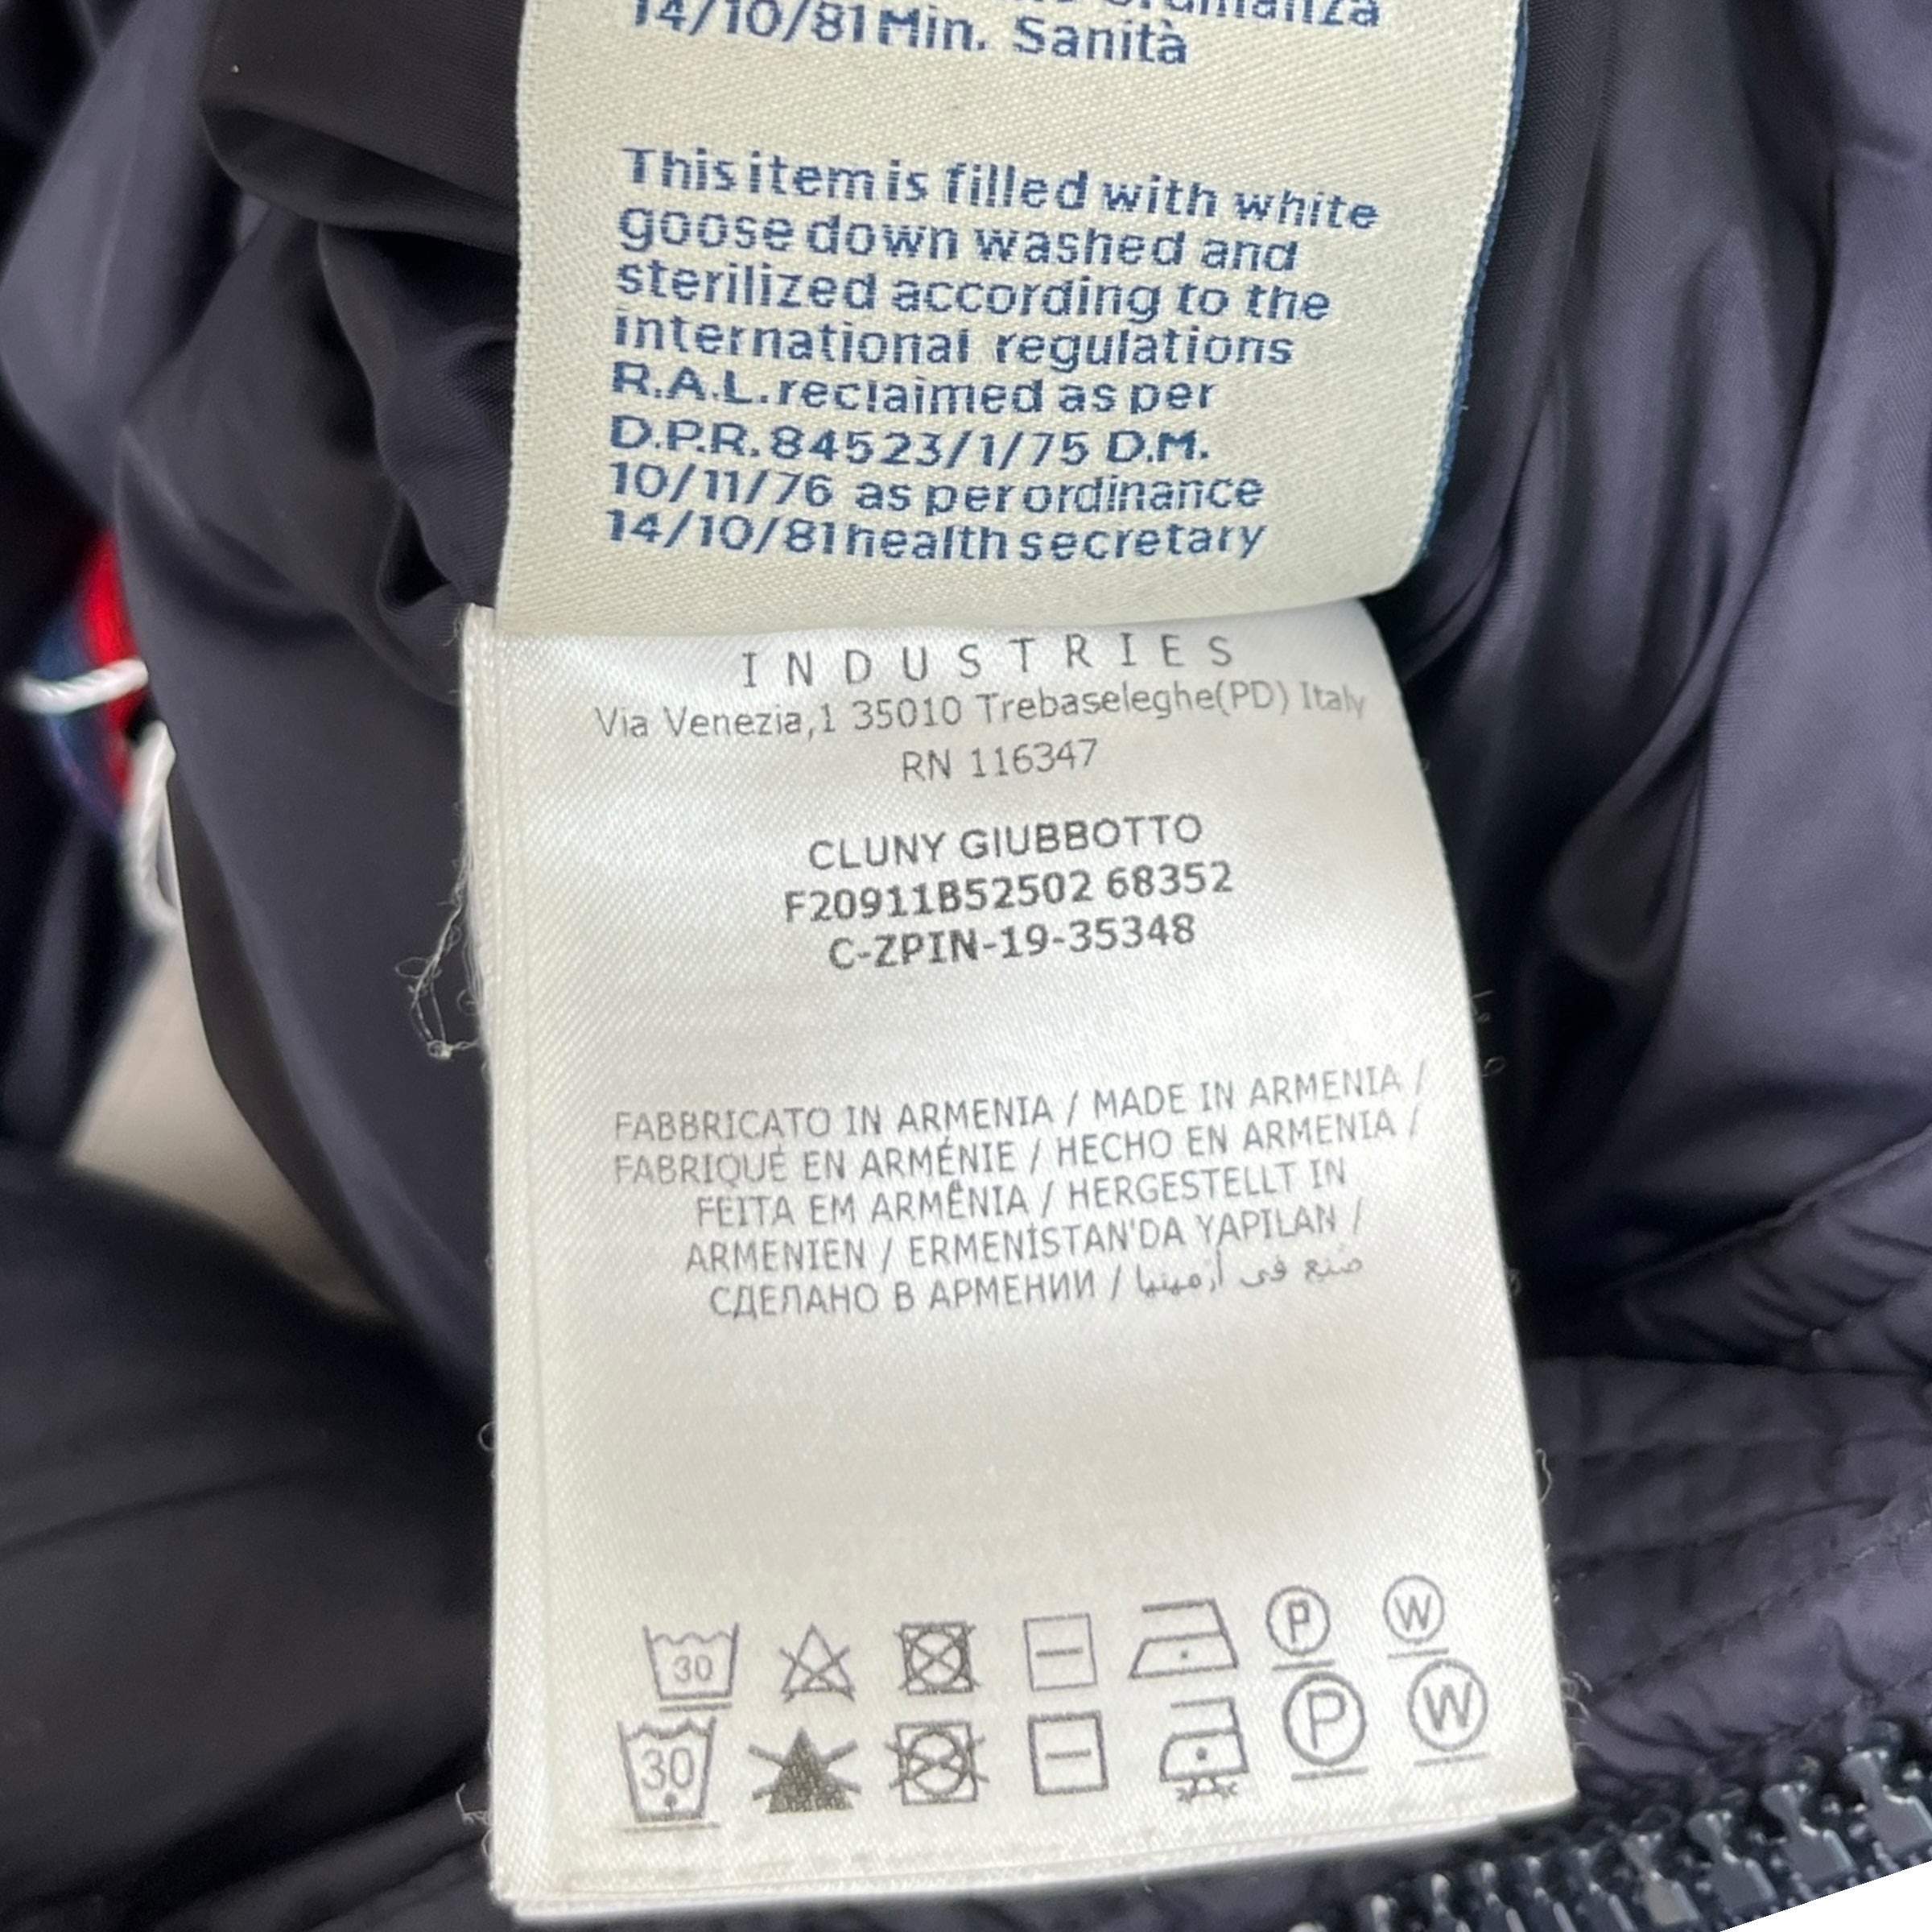 14/10/81 Min. Sanità
This item is filled with white
goose down washed and
sterilized according to the
international regulations
R.A.L. reclaimed as per
D.P.R. 84523/1/75 D.M.
10/11/76 as per ordinance
14/10/81 health secretary
INDUSTRIES
Via Venezia,1 35010 Trebaseleghe(PD) Italy
RN 116347
CLUNY GIUBBOTTO
F20911B52502 68352
C-ZPIN-19-35348
FABBRICATO IN ARMENIA / MADE IN ARMENIA /
FABRIQUÉ EN ARMÉNIE / HECHO EN ARMENIA /
FEITA EM ARMÊNIA / HERGESTELLT IN
ARMENIEN / ERMENİSTAN'DA YAPILAN /
СДЕЛАНО В АРМЕНИИ / صنع فى أرمينيا
30 P W
30 P W